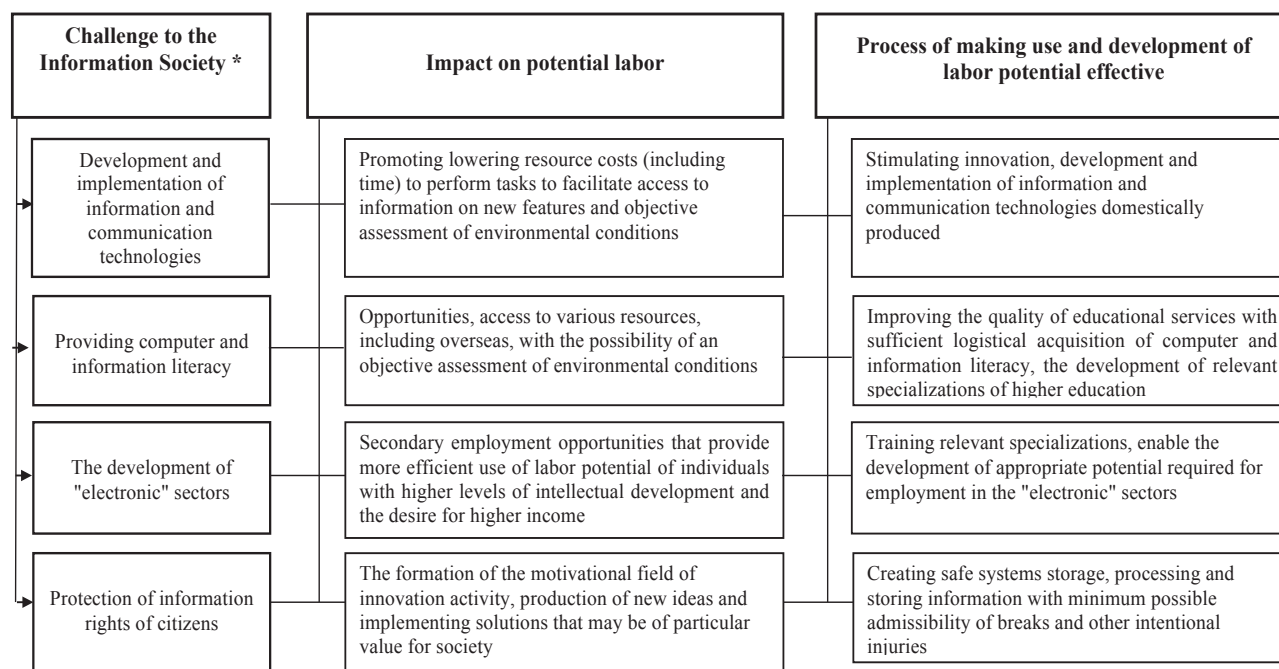 Challenge to the
Information Society *
Impact on potential labor
Process of making use and development of
labor potential effective
Development and
implementation of
information and
communication
technologies
Promoting lowering resource costs (including
time) to perform tasks to facilitate access to
information on new features and objective
assessment of environmental conditions
Stimulating innovation, development and
implementation of information and
communication technologies domestically
produced
Providing computer and
information literacy
Opportunities, access to various resources,
including overseas, with the possibility of an
objective assessment of environmental conditions
Improving the quality of educational services with
sufficient logistical acquisition of computer and
information literacy, the development of relevant
specializations of higher education
The development of
"electronic" sectors
Secondary employment opportunities that provide
more efficient use of labor potential of individuals
with higher levels of intellectual development and
the desire for higher income
Training relevant specializations, enable the
development of appropriate potential required for
employment in the "electronic" sectors
Protection of information
rights of citizens
The formation of the motivational field of
innovation activity, production of new ideas and
implementing solutions that may be of particular
value for society
Creating safe systems storage, processing and
storing information with minimum possible
admissibility of breaks and other intentional
injuries